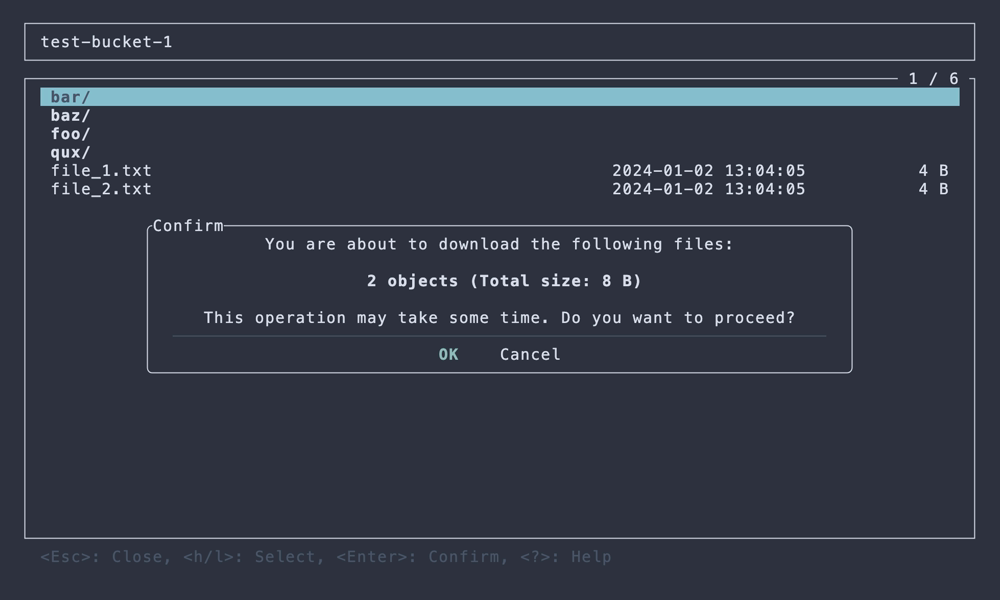 test-bucket-1
1 / 6
bar/
baz/
foo/
qux/
file_1.txt 2024-01-02 13:04:05 4 B
file_2.txt 2024-01-02 13:04:05 4 B
Confirm
You are about to download the following files:
2 objects (Total size: 8 B)
This operation may take some time. Do you want to proceed?
OK Cancel
<Esc>: Close, <h/l>: Select, <Enter>: Confirm, <?>: Help